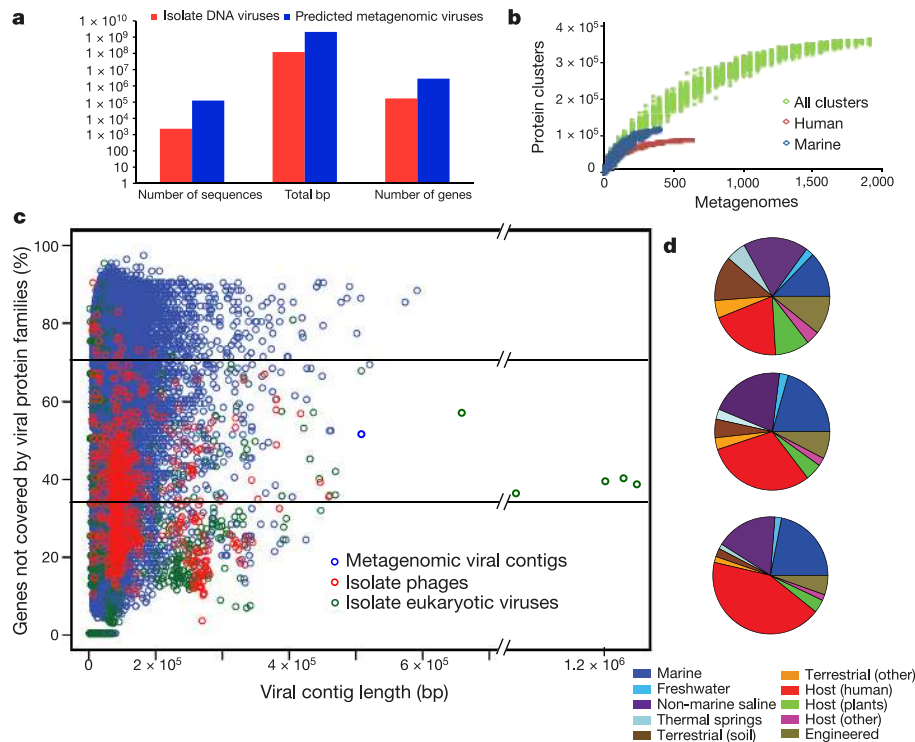 a
Isolate DNA viruses
Predicted metagenomic viruses
1 × 10^10
1 × 10^9
1 × 10^8
1 × 10^7
1 × 10^6
1 × 10^5
1 × 10^4
1 × 10^3
100
10
1
Number of sequences
Total bp
Number of genes
b
Protein clusters
4 × 10^5
3 × 10^5
2 × 10^5
1 × 10^5
0
All clusters
Human
Marine
0
500
1,000
1,500
2,000
Metagenomes
c
Genes not covered by viral protein families (%)
100
80
60
40
20
0
Metagenomic viral contigs
Isolate phages
Isolate eukaryotic viruses
0
2 × 10^5
4 × 10^5
6 × 10^5
1.2 × 10^6
Viral contig length (bp)
d
Marine
Freshwater
Non-marine saline
Thermal springs
Terrestrial (soil)
Terrestrial (other)
Host (human)
Host (plants)
Host (other)
Engineered